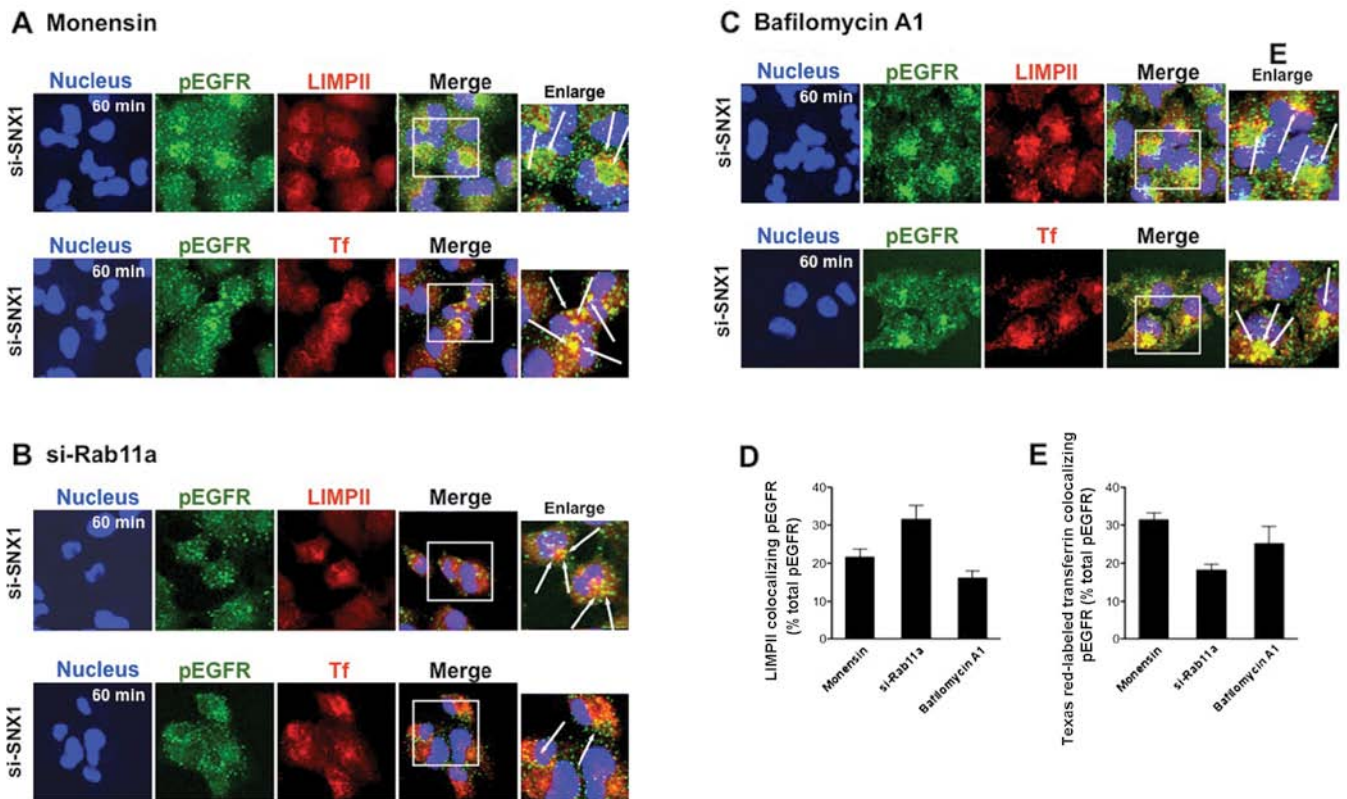 A Monensin
Nucleus pEGFR LIMPII Merge Enlarge
60 min
si-SNX1
Nucleus pEGFR Tf Merge
60 min
si-SNX1
B si-Rab11a
Nucleus pEGFR LIMPII Merge Enlarge
60 min
si-SNX1
Nucleus pEGFR Tf Merge
60 min
si-SNX1
C Bafilomycin A1
E
Nucleus pEGFR LIMPII Merge Enlarge
60 min
si-SNX1
Nucleus pEGFR Tf Merge
60 min
si-SNX1
D
LIMPII colocalizing pEGFR
(% total pEGFR)
40
30
20
10
0
Monensin
si-Rab11a
Bafilomycin A1
E
Texas red-labeled transferrin colocalizing
pEGFR (% total pEGFR)
40
30
20
10
0
Monensin
si-Rab11a
Bafilomycin A1